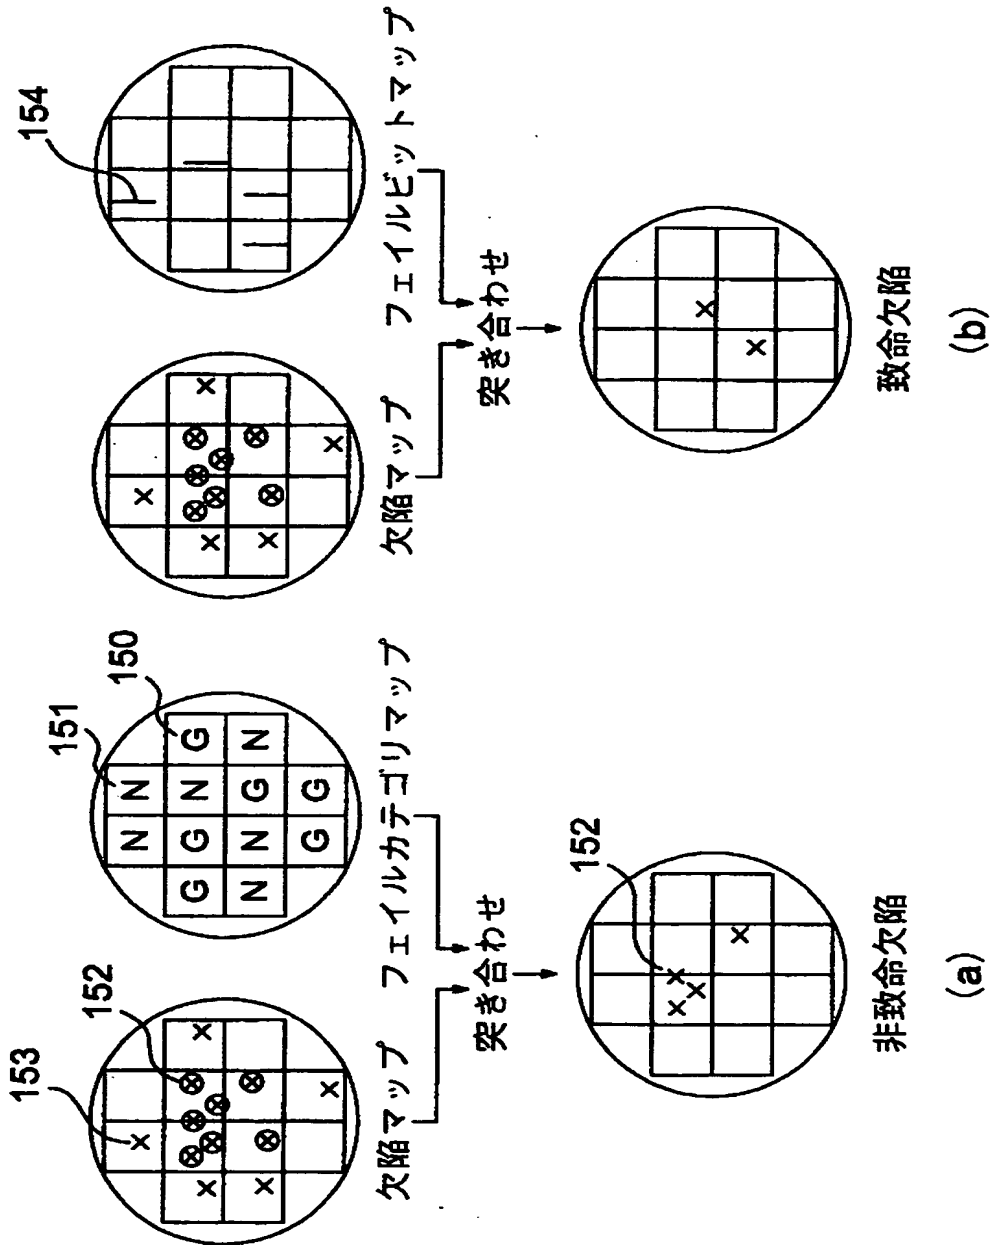 153
152
151
150
N N
G G N G
N N G N
G G
欠陥マップ
フェイルカテゴリマップ
突き合わせ
152
非致命欠陥
(a)
154
欠陥マップ
フェイルビットマップ
突き合わせ
致命欠陥
(b)